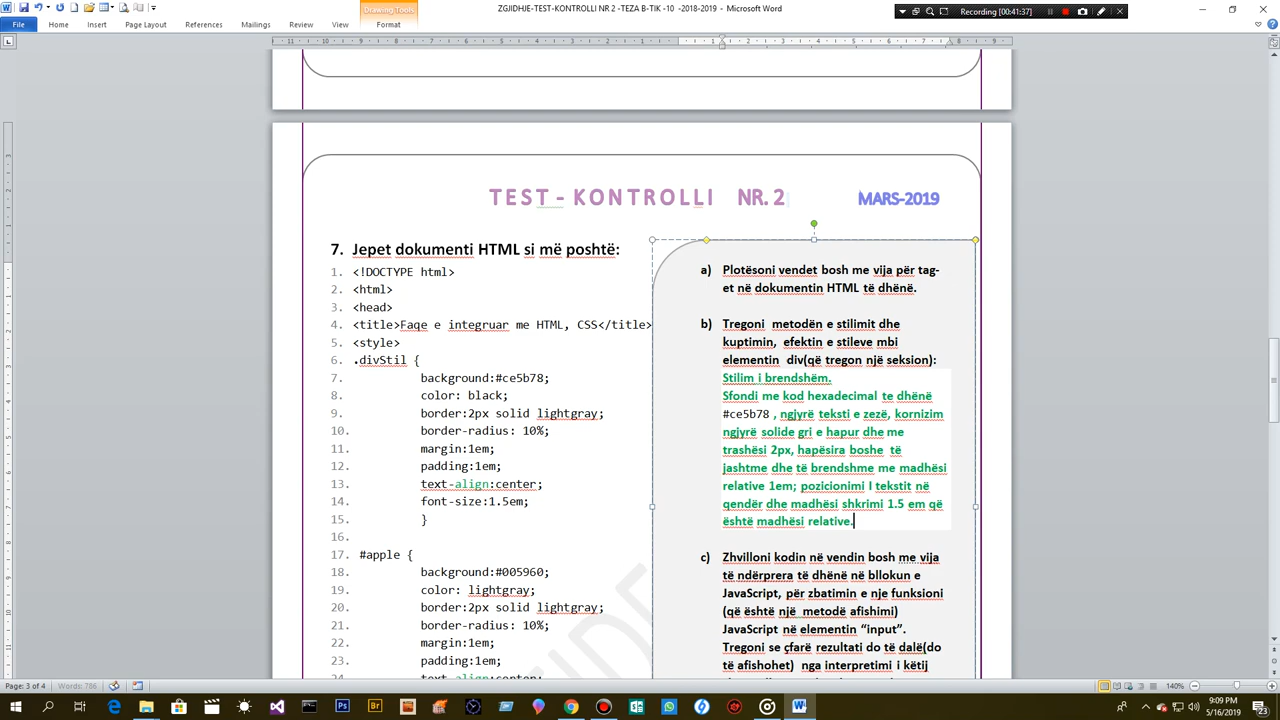 Drawing Tools
ZGJIDHJE-TEST-KONTROLLI NR 2 -TEZA B-TIK -10 -2018-2019 - Microsoft Word
Recording [00:41:37]
File Home Insert Page Layout References Mailings Review View Format
TEST - KONTROLLI NR. 2 MARS-2019
7. Jepet dokumenti HTML si më poshtë:
1. <!DOCTYPE html>
2. <html>
3. <head>
4. <title>Faqe e integruar me HTML, CSS</title>
5. <style>
6. .divStil {
7. background:#ce5b78;
8. color: black;
9. border:2px solid lightgray;
10. border-radius: 10%;
11. margin:1em;
12. padding:1em;
13. text-align:center;
14. font-size:1.5em;
15. }
16.
17. #apple {
18. background:#005960;
19. color: lightgray;
20. border:2px solid lightgray;
21. border-radius: 10%;
22. margin:1em;
23. padding:1em;
24. text-align:center;
a) Plotësoni vendet bosh me vija për tag-
et në dokumentin HTML të dhënë.
b) Tregoni metodën e stilimit dhe
kuptimin, efektin e stileve mbi
elementin div(që tregon një seksion):
Stilim i brendshëm.
Sfondi me kod hexadecimal te dhënë
#ce5b78 , ngjyrë teksti e zezë, kornizim
ngjyrë solide gri e hapur dhe me
trashësi 2px, hapësira boshe të
jashtme dhe të brendshme me madhësi
relative 1em; pozicionimi I tekstit në
qendër dhe madhësi shkrimi 1.5 em që
është madhësi relative.
c) Zhvilloni kodin në vendin bosh me vija
të ndërprera të dhënë në bllokun e
JavaScript, për zbatimin e nje funksioni
(që është një metodë afishimi)
JavaScript në elementin “input”.
Tregoni se çfarë rezultati do të dalë(do
të afishohet) nga interpretimi i këtij
Page: 3 of 4 Words: 786 140%
9:09 PM
5/16/2019